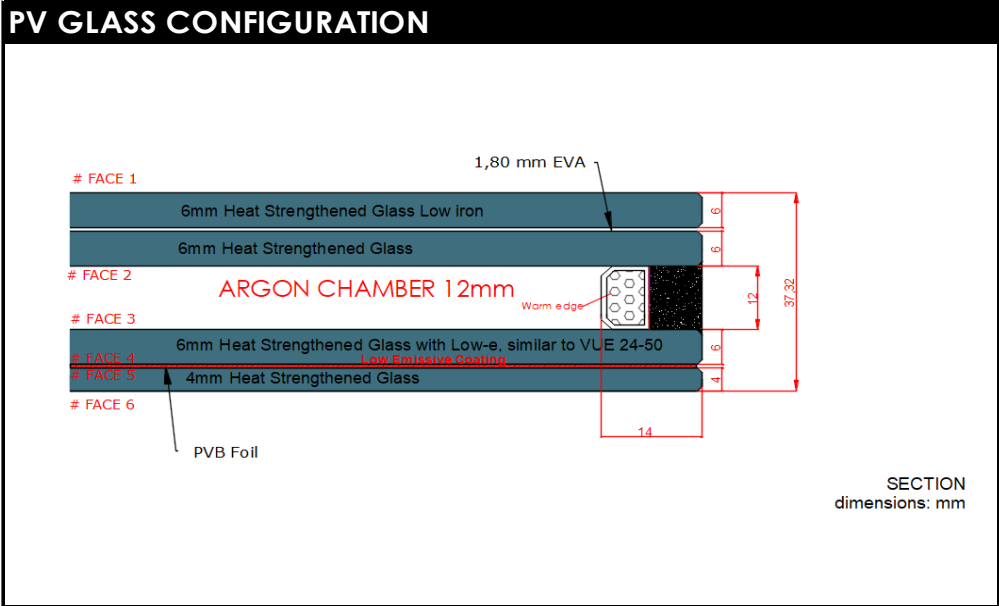 PV GLASS CONFIGURATION
1,80 mm EVA
# FACE 1
6mm Heat Strengthened Glass Low iron
6
6mm Heat Strengthened Glass
6
# FACE 2
ARGON CHAMBER 12mm
Warm edge
12
37,32
# FACE 3
6mm Heat Strengthened Glass with Low-e, similar to VUE 24-50
6
# FACE 4
Low Emissive Coating
# FACE 5
4mm Heat Strengthened Glass
4
# FACE 6
14
PVB Foil
SECTION
dimensions: mm